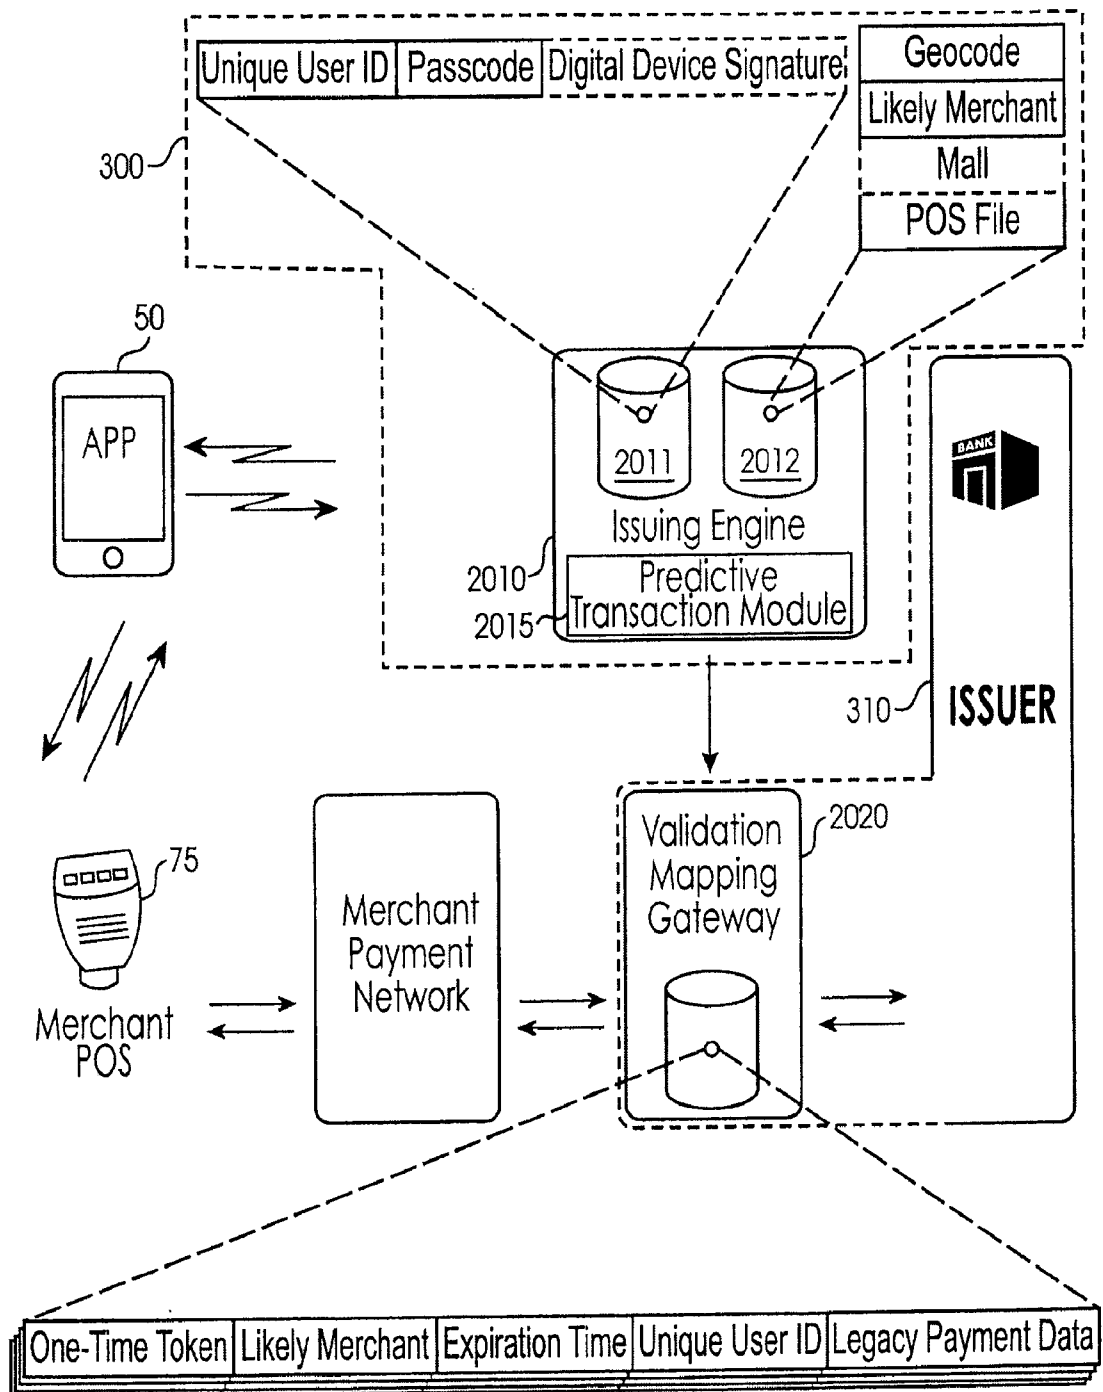 Unique User ID Passcode Digital Device Signature
Geocode
Likely Merchant
Mall
POS File
300
50
APP
2011
2012
Issuing Engine
2010
Predictive
Transaction Module
2015
BANK
310
ISSUER
2020
Validation
Mapping
Gateway
75
Merchant
POS
Merchant
Payment
Network
One-Time Token Likely Merchant Expiration Time Unique User ID Legacy Payment Data